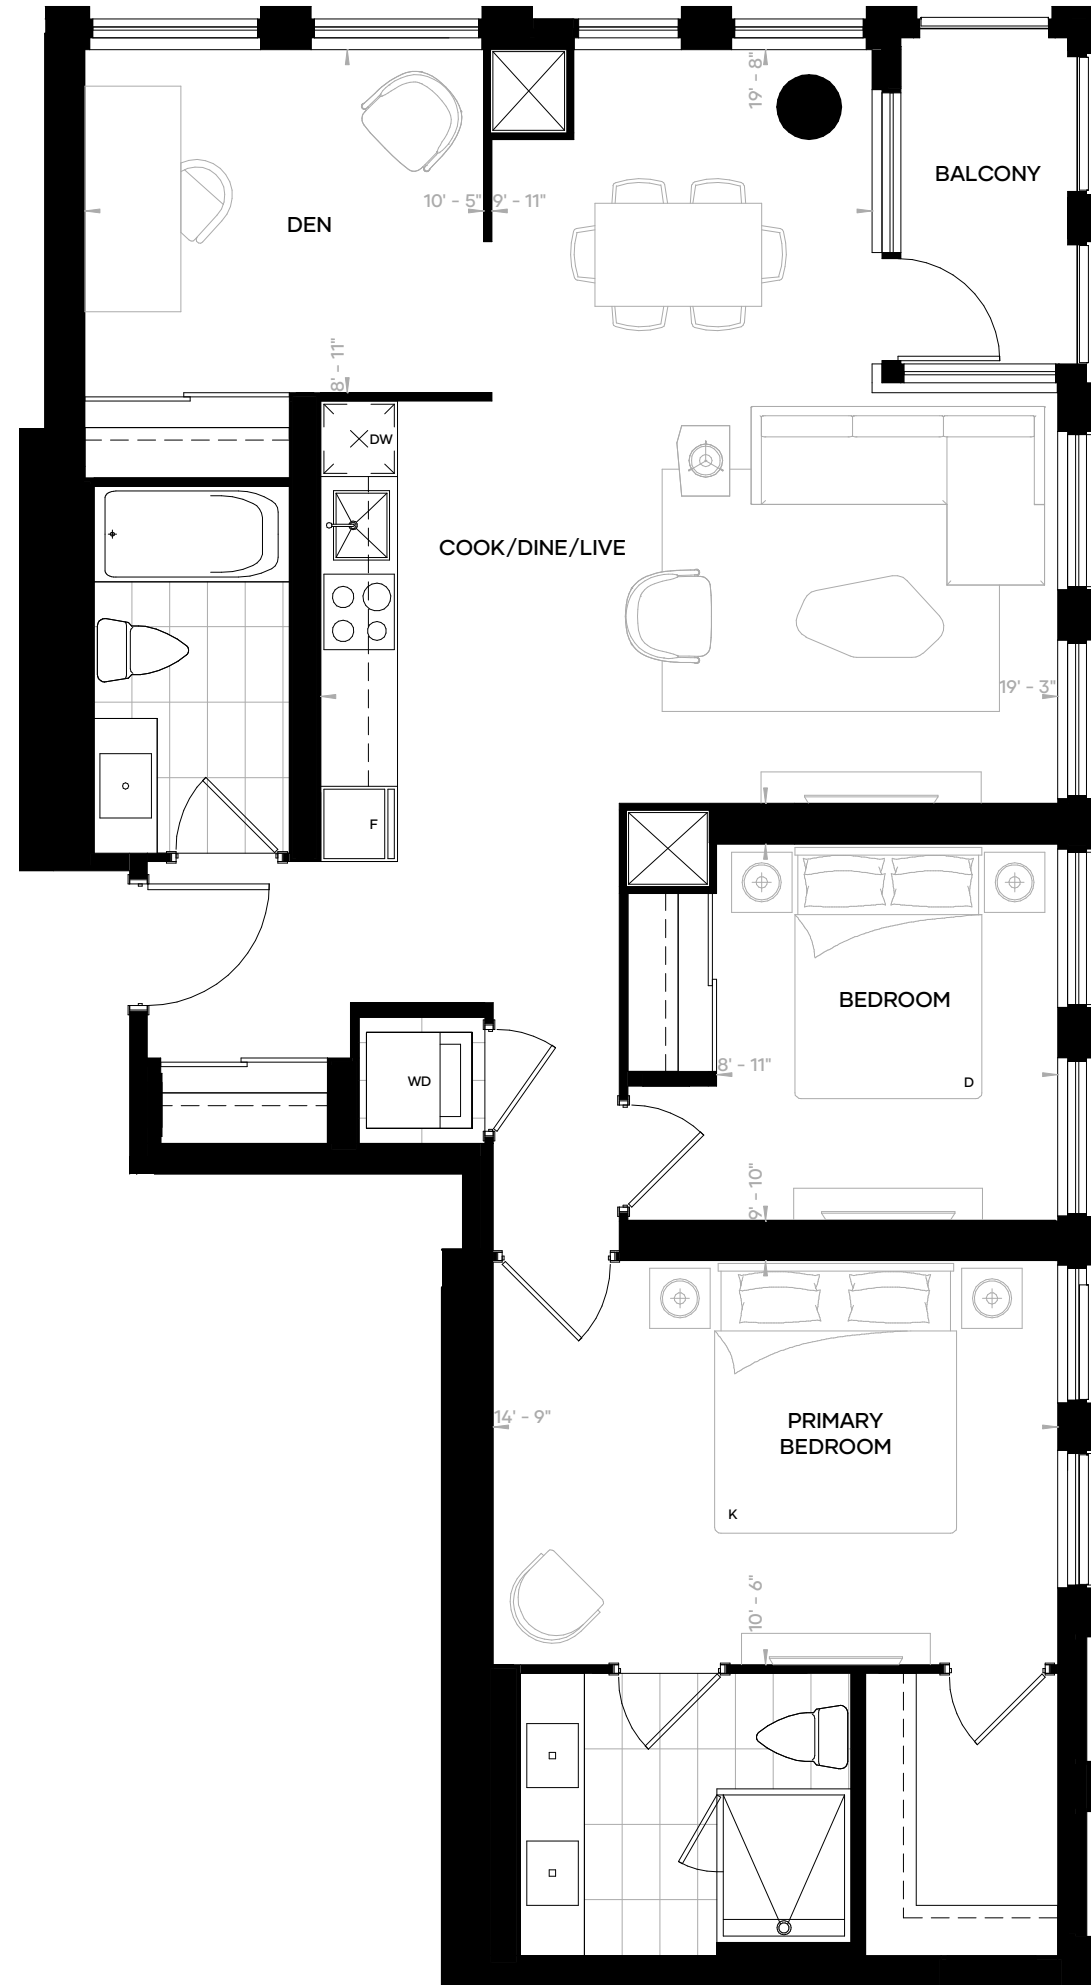 19' - 8"
BALCONY
10' - 5"
9' - 11"
DEN
8' - 11"
DW
COOK/DINE/LIVE
19' - 3"
F
BEDROOM
8' - 11"
WD
D
9' - 10"
14' - 9"
PRIMARY
BEDROOM
K
10' - 6"